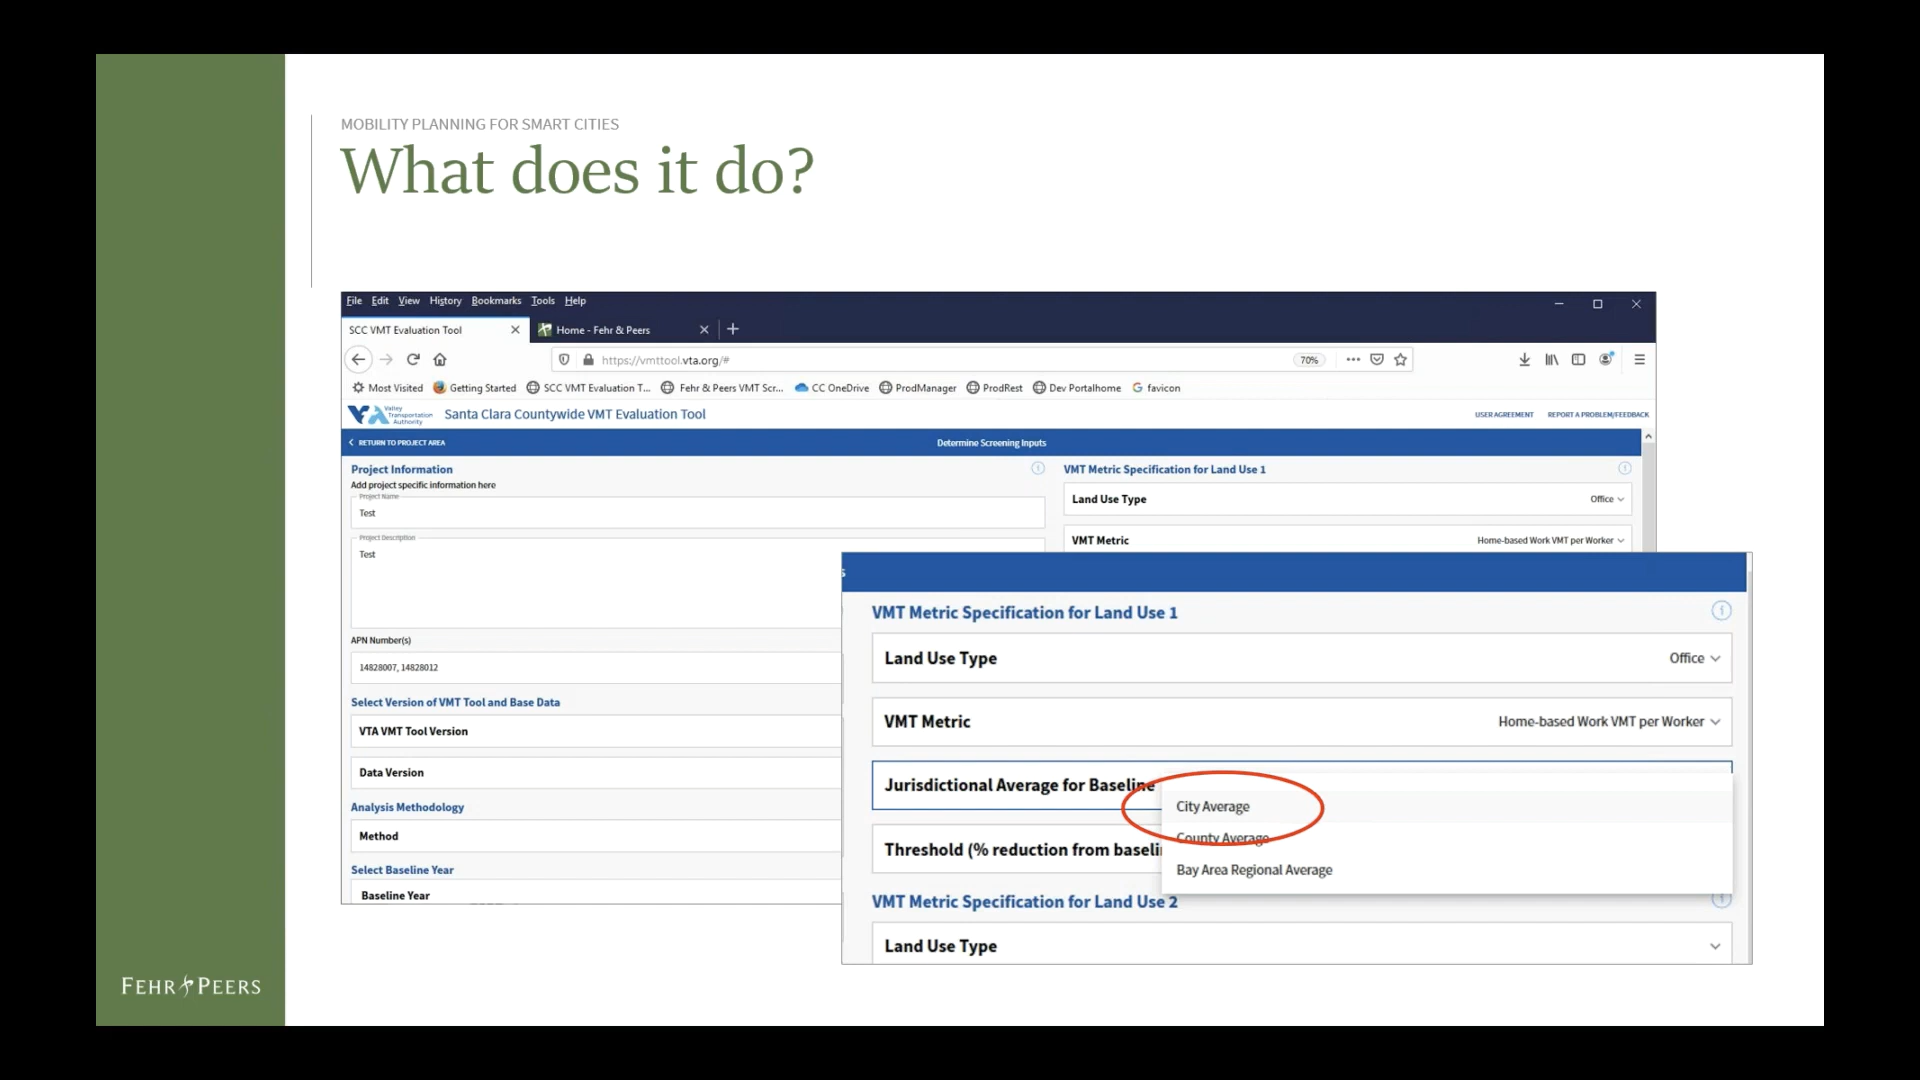 MOBILITY PLANNING FOR SMART CITIES
What does it do?
File Edit View History Bookmarks Tools Help
SCC VMT Evaluation Tool
Home - Fehr & Peers
https://vmttool.vta.org/#
70%
Most Visited Getting Started SCC VMT Evaluation T... Fehr & Peers VMT Scr... CC OneDrive ProdManager ProdRest Dev Portalhome favicon
Valley Transportation Authority
Santa Clara Countywide VMT Evaluation Tool
USER AGREEMENT REPORT A PROBLEM/FEEDBACK
RETURN TO PROJECT AREA
Determine Screening Inputs
Project Information
Add project specific information here
Project Name
Test
Project Description
Test
APN Number(s)
14828007, 14828012
Select Version of VMT Tool and Base Data
VTA VMT Tool Version
Data Version
Analysis Methodology
Method
Select Baseline Year
Baseline Year
VMT Metric Specification for Land Use 1
Land Use Type Office
VMT Metric Home-based Work VMT per Worker
s
VMT Metric Specification for Land Use 1
Land Use Type Office
VMT Metric Home-based Work VMT per Worker
Jurisdictional Average for Baseline
City Average
County Average
Threshold (% reduction from baseli
Bay Area Regional Average
VMT Metric Specification for Land Use 2
Land Use Type
FEHR PEERS